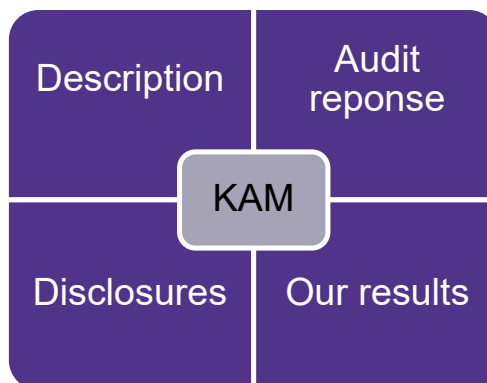 Description
Audit
reponse
KAM
Disclosures
Our results